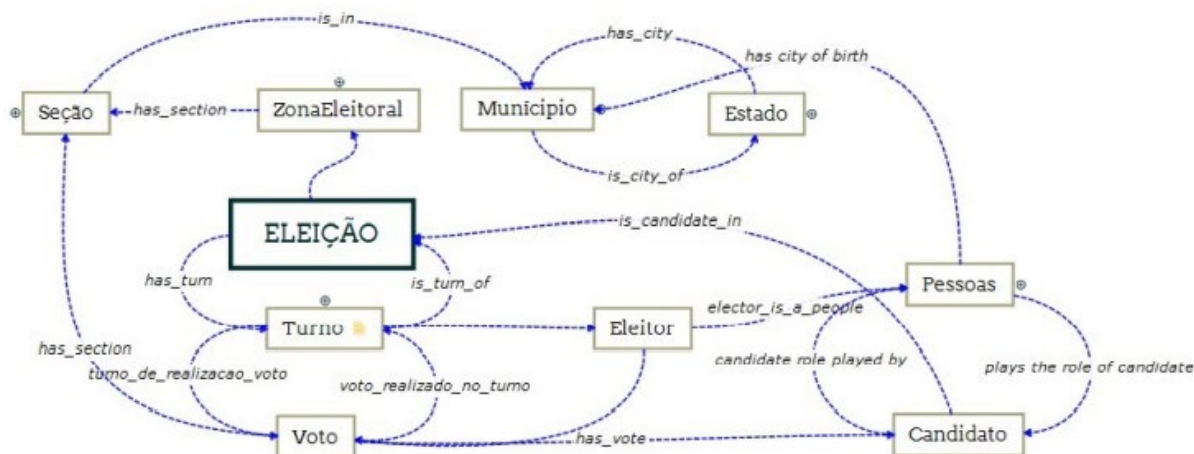 is_in
has_city
has city of birth
Seção
has_section
ZonaEleitoral
Município
Estado
is_city_of
ELEIÇÃO
is_candidate_in
has_turn
is_turn_of
Pessoas
Turno
Eleitor
elector_is_a_people
has_section
turno_de_realizacao_voto
voto_realizado_no_turno
candidate role played by
plays the role of candidate
Voto
has_vote
Candidato